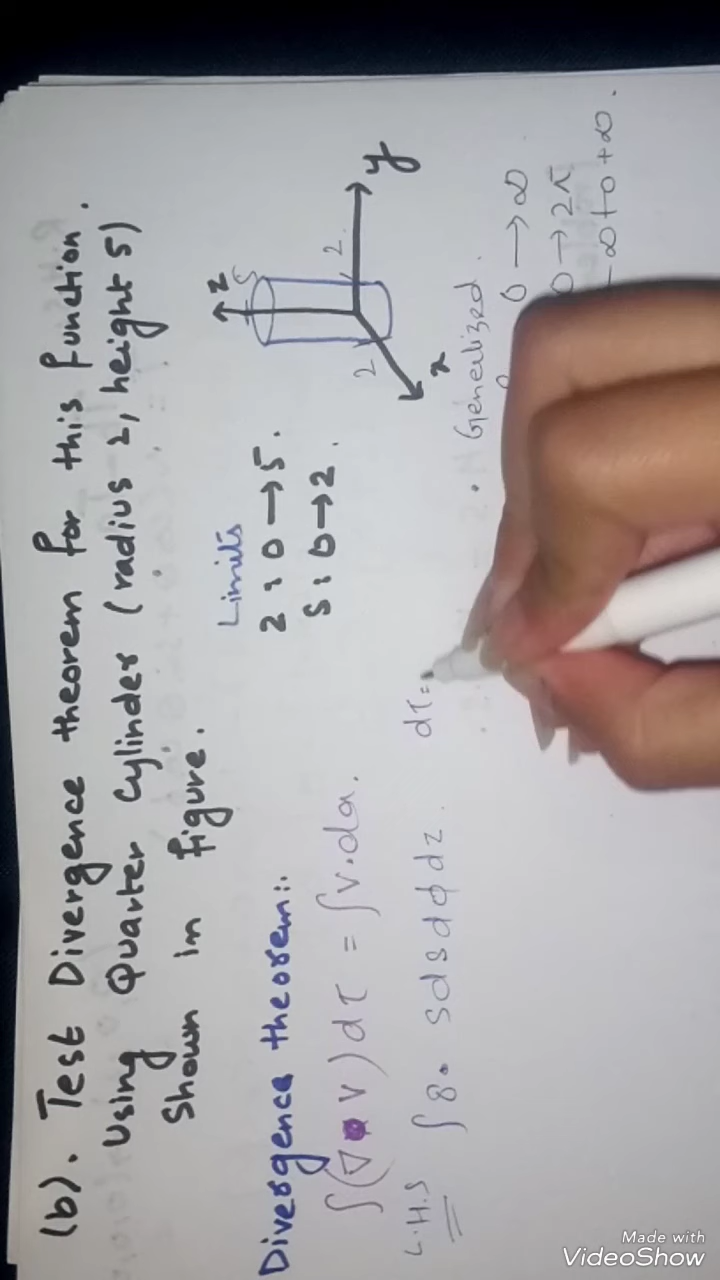 (b). Test Divergence theorem for this function.
Using Quarter Cylinder (radius 2, height 5)
Shown in figure.
Limits
z : 0 → 5.
S : 0 → 2.
z
5
2
y
2
x
Divergence theorem:.
∫(∇•V)dτ = ∫V.da.
L.H.S ∫8. sdsdφdz. dτ=
Generlized.
0 → ∞
0 → 2π
-∞ to +∞.
Made with
VideoShow